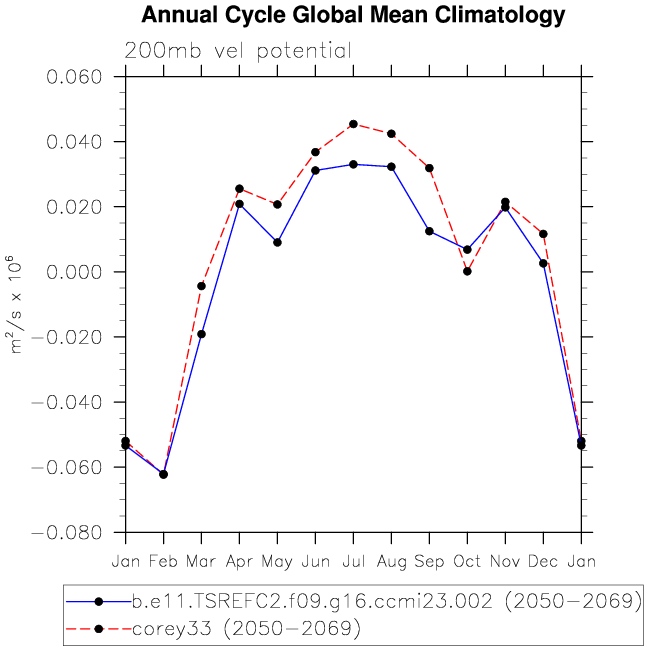 Annual Cycle Global Mean Climatology
200mb vel potential
0.060
0.040
0.020
0.000
−0.020
−0.040
−0.060
−0.080
m²/s x 10⁶
Jan Feb Mar Apr May Jun Jul Aug Sep Oct Nov Dec Jan
b.e11.TSREFC2.f09.g16.ccmi23.002 (2050−2069)
corey33 (2050−2069)